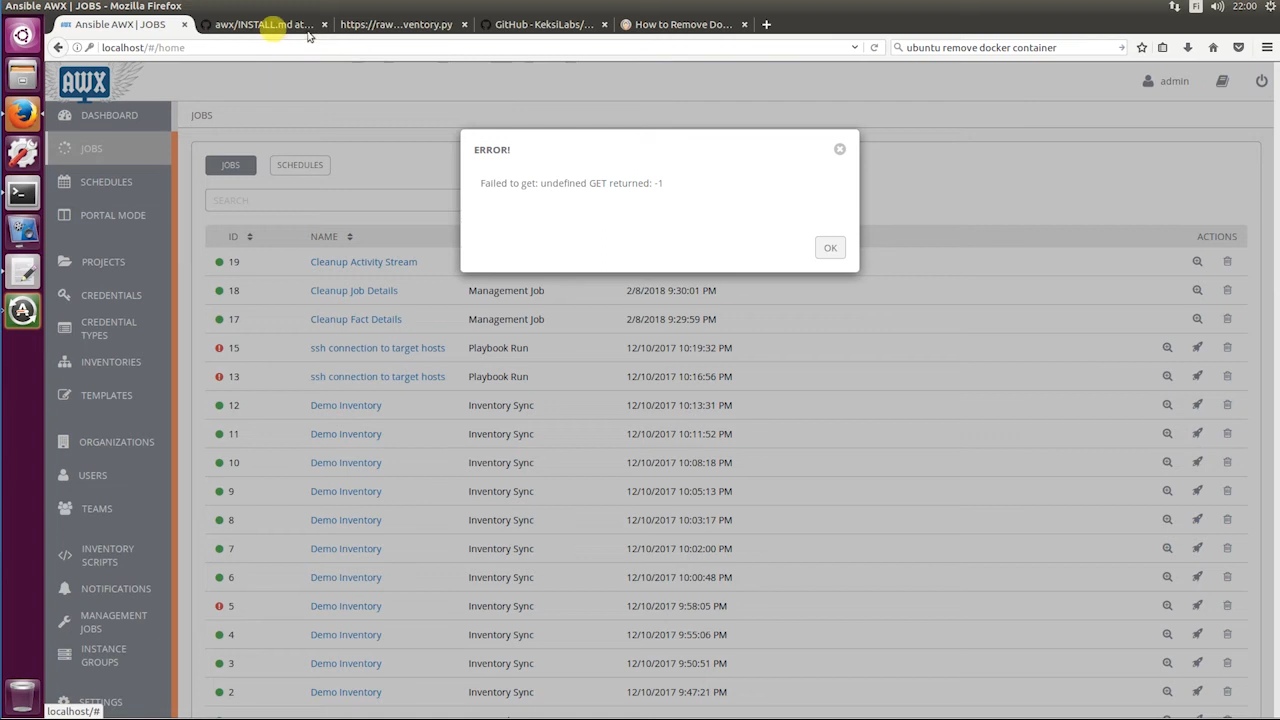 Ansible AWX | JOBS - Mozilla Firefox
Fi
22:00
Ansible AWX | JOBS
awx/INSTALL.md at...
https://raw...ventory.py
GitHub - KeksiLabs/...
How to Remove Do...
localhost/#/home
ubuntu remove docker container
AWX
admin
DASHBOARD
JOBS
SCHEDULES
PORTAL MODE
PROJECTS
CREDENTIALS
CREDENTIAL
TYPES
INVENTORIES
TEMPLATES
ORGANIZATIONS
USERS
TEAMS
INVENTORY
SCRIPTS
NOTIFICATIONS
MANAGEMENT
JOBS
INSTANCE
GROUPS
SETTINGS
localhost/#
JOBS
JOBS
SCHEDULES
SEARCH
ERROR!
Failed to get: undefined GET returned: -1
OK
ID
NAME
ACTIONS
19 Cleanup Activity Stream
18 Cleanup Job Details Management Job 2/8/2018 9:30:01 PM
17 Cleanup Fact Details Management Job 2/8/2018 9:29:59 PM
15 ssh connection to target hosts Playbook Run 12/10/2017 10:19:32 PM
13 ssh connection to target hosts Playbook Run 12/10/2017 10:16:56 PM
12 Demo Inventory Inventory Sync 12/10/2017 10:13:31 PM
11 Demo Inventory Inventory Sync 12/10/2017 10:11:52 PM
10 Demo Inventory Inventory Sync 12/10/2017 10:08:18 PM
9 Demo Inventory Inventory Sync 12/10/2017 10:05:13 PM
8 Demo Inventory Inventory Sync 12/10/2017 10:03:17 PM
7 Demo Inventory Inventory Sync 12/10/2017 10:02:00 PM
6 Demo Inventory Inventory Sync 12/10/2017 10:00:48 PM
5 Demo Inventory Inventory Sync 12/10/2017 9:58:05 PM
4 Demo Inventory Inventory Sync 12/10/2017 9:55:06 PM
3 Demo Inventory Inventory Sync 12/10/2017 9:50:51 PM
2 Demo Inventory Inventory Sync 12/10/2017 9:47:21 PM